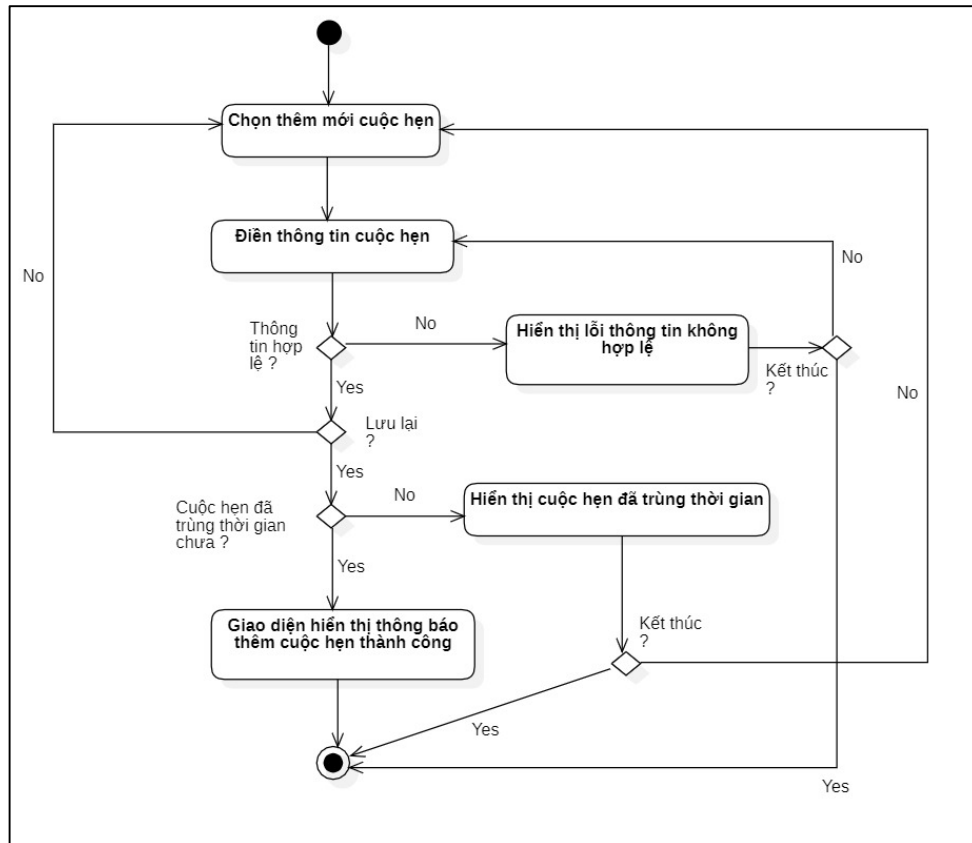 Chọn thêm mới cuộc hẹn
Điền thông tin cuộc hẹn
No
No
Thông
tin hợp
lệ ?
No
Hiển thị lỗi thông tin không
hợp lệ
Kết thúc
?
Yes
No
Lưu lại
?
Yes
Cuộc hẹn đã
trùng thời gian
chưa ?
No
Hiển thị cuộc hẹn đã trùng thời gian
Yes
Giao diện hiển thị thông báo
thêm cuộc hẹn thành công
Kết thúc
?
Yes
Yes